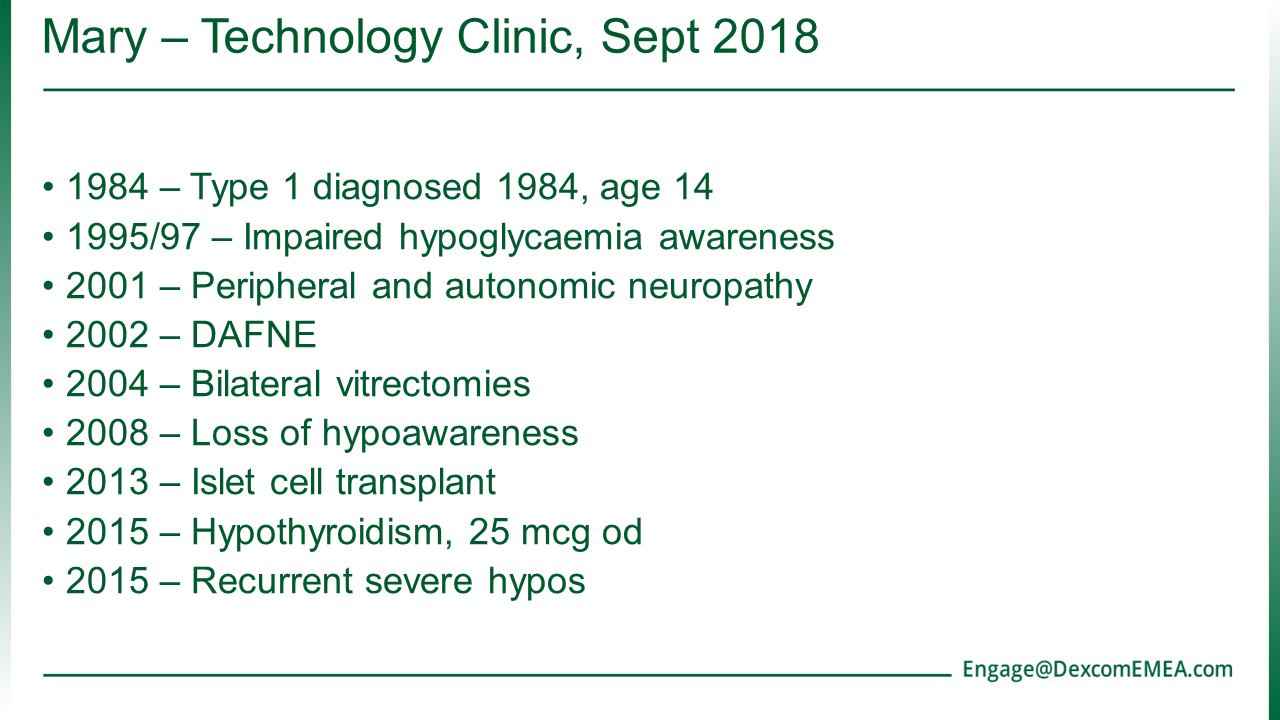 Mary – Technology Clinic, Sept 2018
• 1984 – Type 1 diagnosed 1984, age 14
• 1995/97 – Impaired hypoglycaemia awareness
• 2001 – Peripheral and autonomic neuropathy
• 2002 – DAFNE
• 2004 – Bilateral vitrectomies
• 2008 – Loss of hypoawareness
• 2013 – Islet cell transplant
• 2015 – Hypothyroidism, 25 mcg od
• 2015 – Recurrent severe hypos
Engage@DexcomEMEA.com